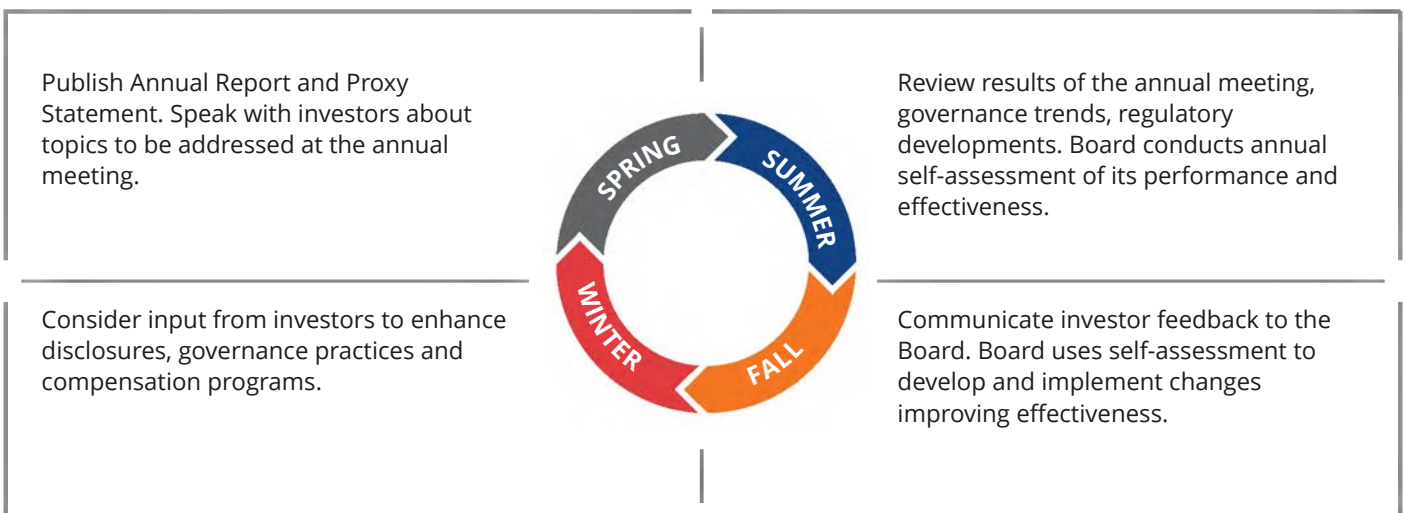 Publish Annual Report and Proxy
Statement. Speak with investors about
topics to be addressed at the annual
meeting.
SPRING
SUMMER
Review results of the annual meeting,
governance trends, regulatory
developments. Board conducts annual
self-assessment of its performance and
effectiveness.
Consider input from investors to enhance
disclosures, governance practices and
compensation programs.
WINTER
FALL
Communicate investor feedback to the
Board. Board uses self-assessment to
develop and implement changes
improving effectiveness.